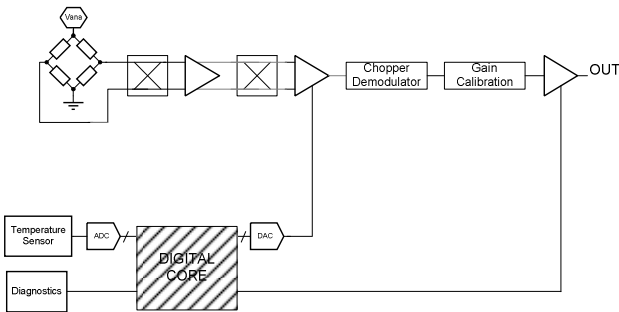 Vana
Chopper
Demodulator
Gain
Calibration
OUT
Temperature
Sensor
ADC
DAC
DIGITAL
CORE
Diagnostics